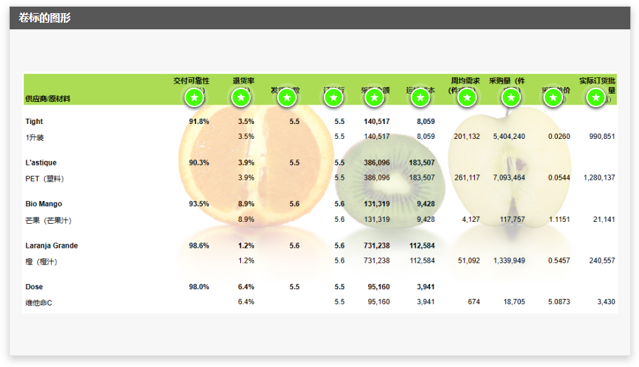 卷标的图形
交付可靠性 退货率 周均需求 采购量（件 实际订货批
供应商/原材料 量
Tight 91.8% 3.5% 5.5 5.5 140,517 8,059
1升装 3.5% 5.5 140,517 8,059 201,132 5,404,240 0.0260 990,851
L'astique 90.3% 3.9% 5.5 5.5 386,096 183,507
PET（塑料） 3.9% 5.5 386,096 183,507 261,117 7,093,464 0.0544 1,280,137
Bio Mango 93.5% 8.9% 5.6 5.6 131,319 9,428
芒果（芒果汁） 8.9% 5.6 131,319 9,428 4,127 117,757 1.1151 21,141
Laranja Grande 98.6% 1.2% 5.6 5.6 731,238 112,584
橙（橙汁） 1.2% 5.6 731,238 112,584 51,092 1,339,949 0.5457 240,557
Dose 98.0% 6.4% 5.5 5.5 95,160 3,941
维他命C 6.4% 5.5 95,160 3,941 674 18,705 5.0873 3,430